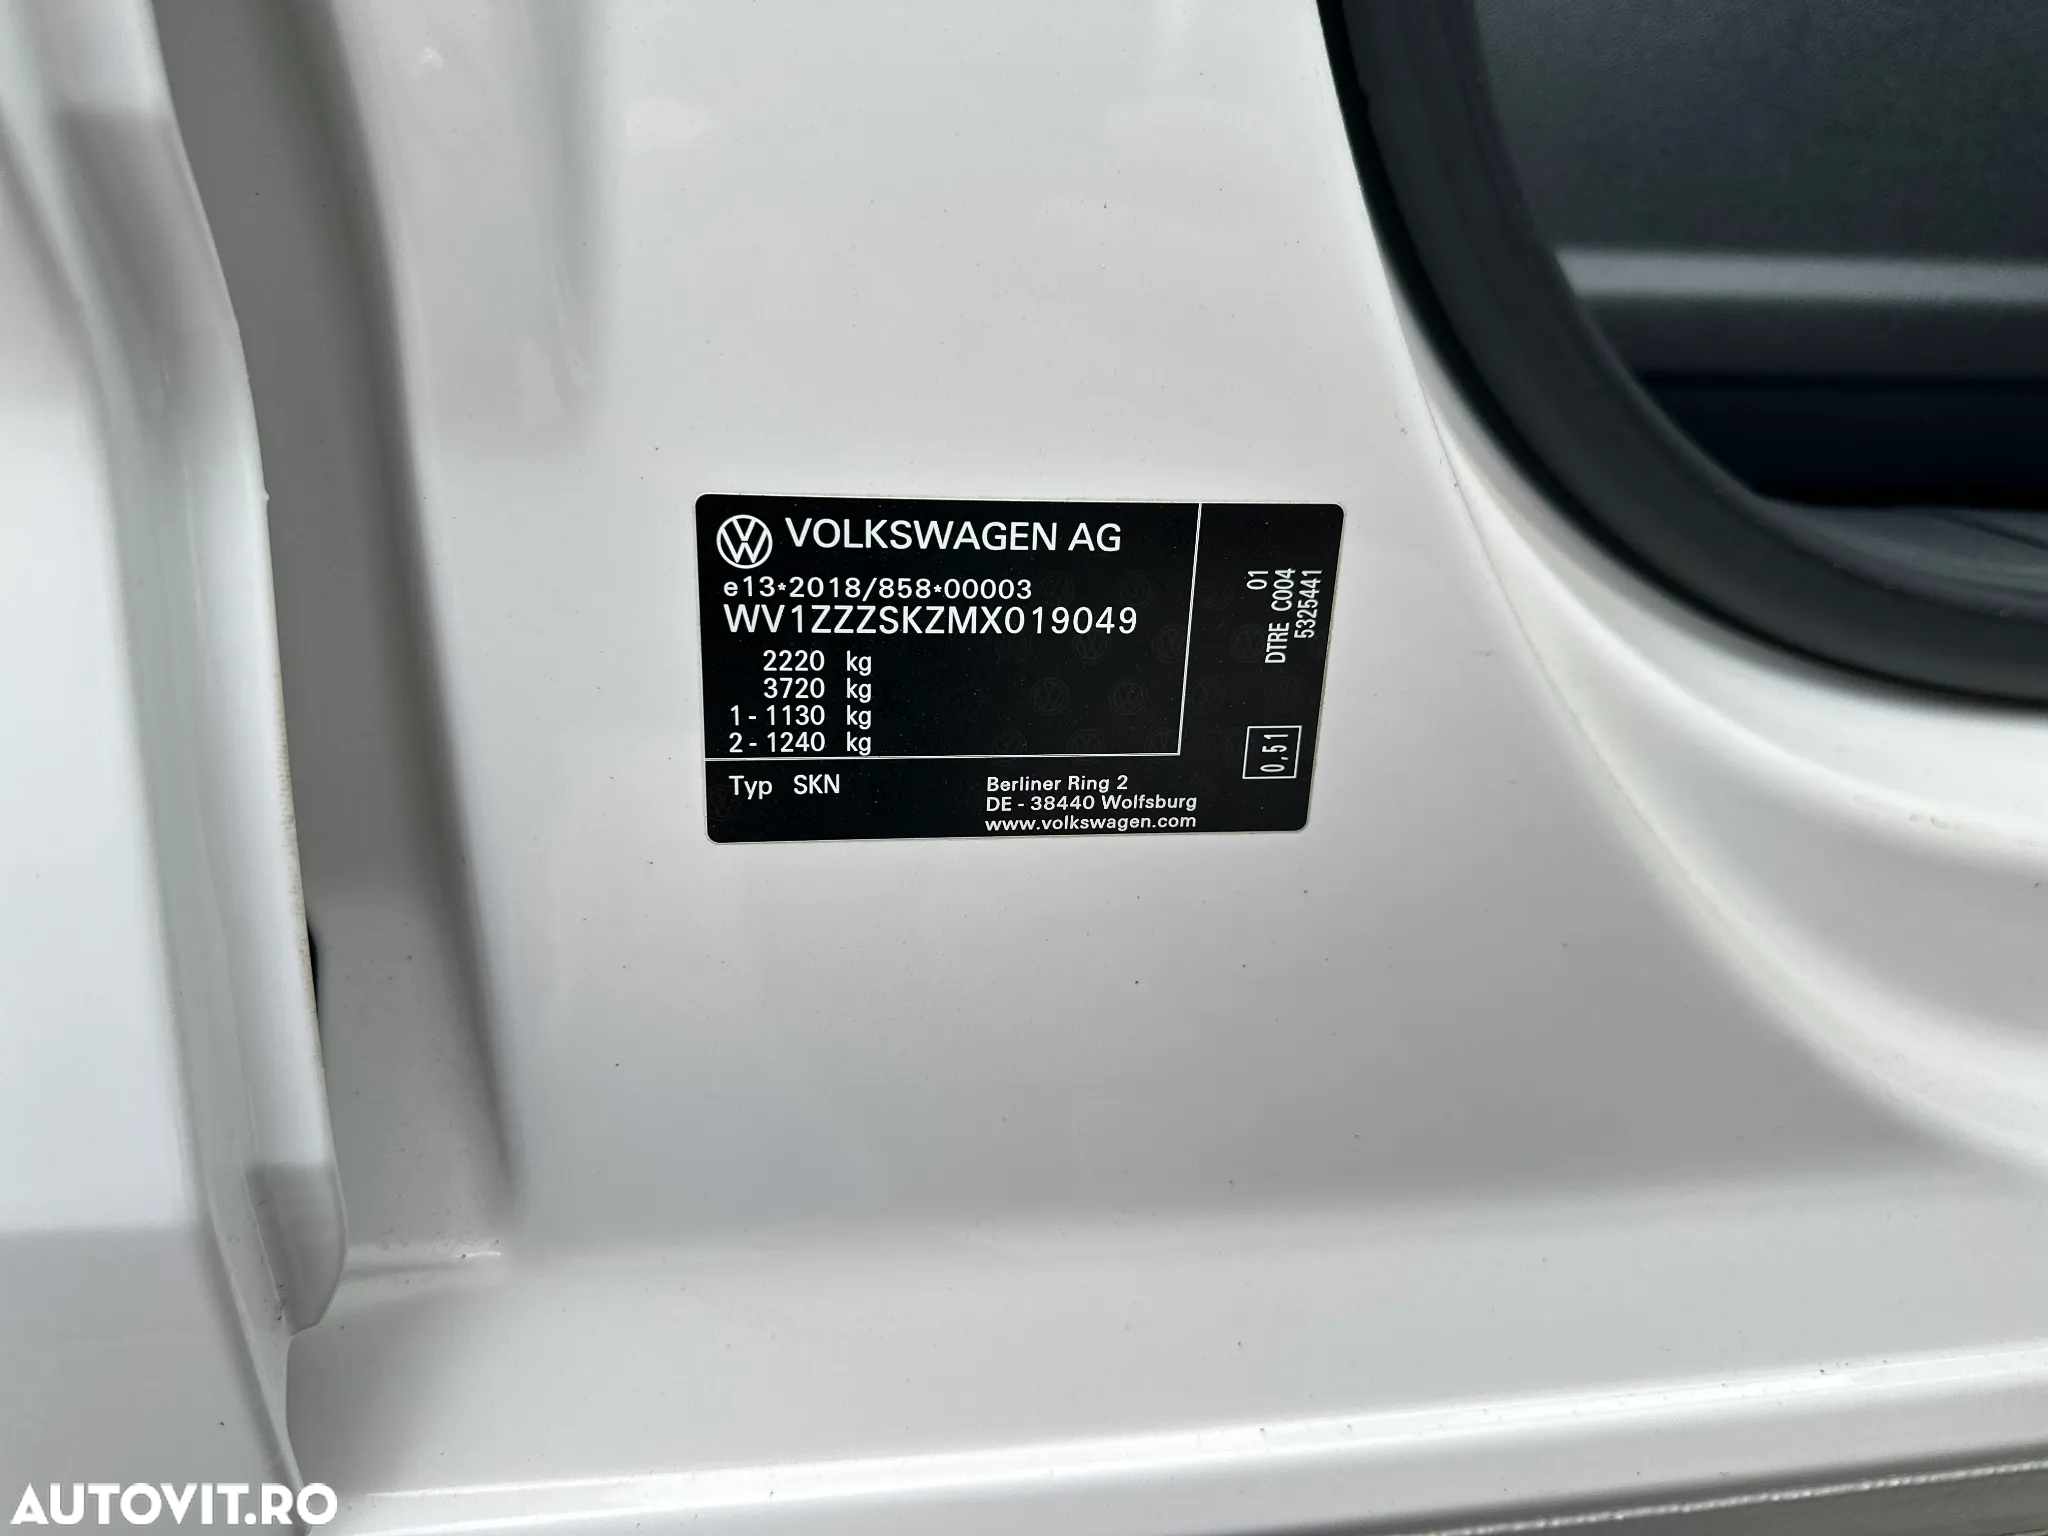 VOLKSWAGEN AG
e13*2018/858*00003
WV1ZZZSKZMX019049
2220 kg
3720 kg
1 - 1130 kg
2 - 1240 kg
Typ SKN
Berliner Ring 2
DE - 38440 Wolfsburg
www.volkswagen.com
01
DTRE C004
5325441
0,51
AUTOVIT.RO